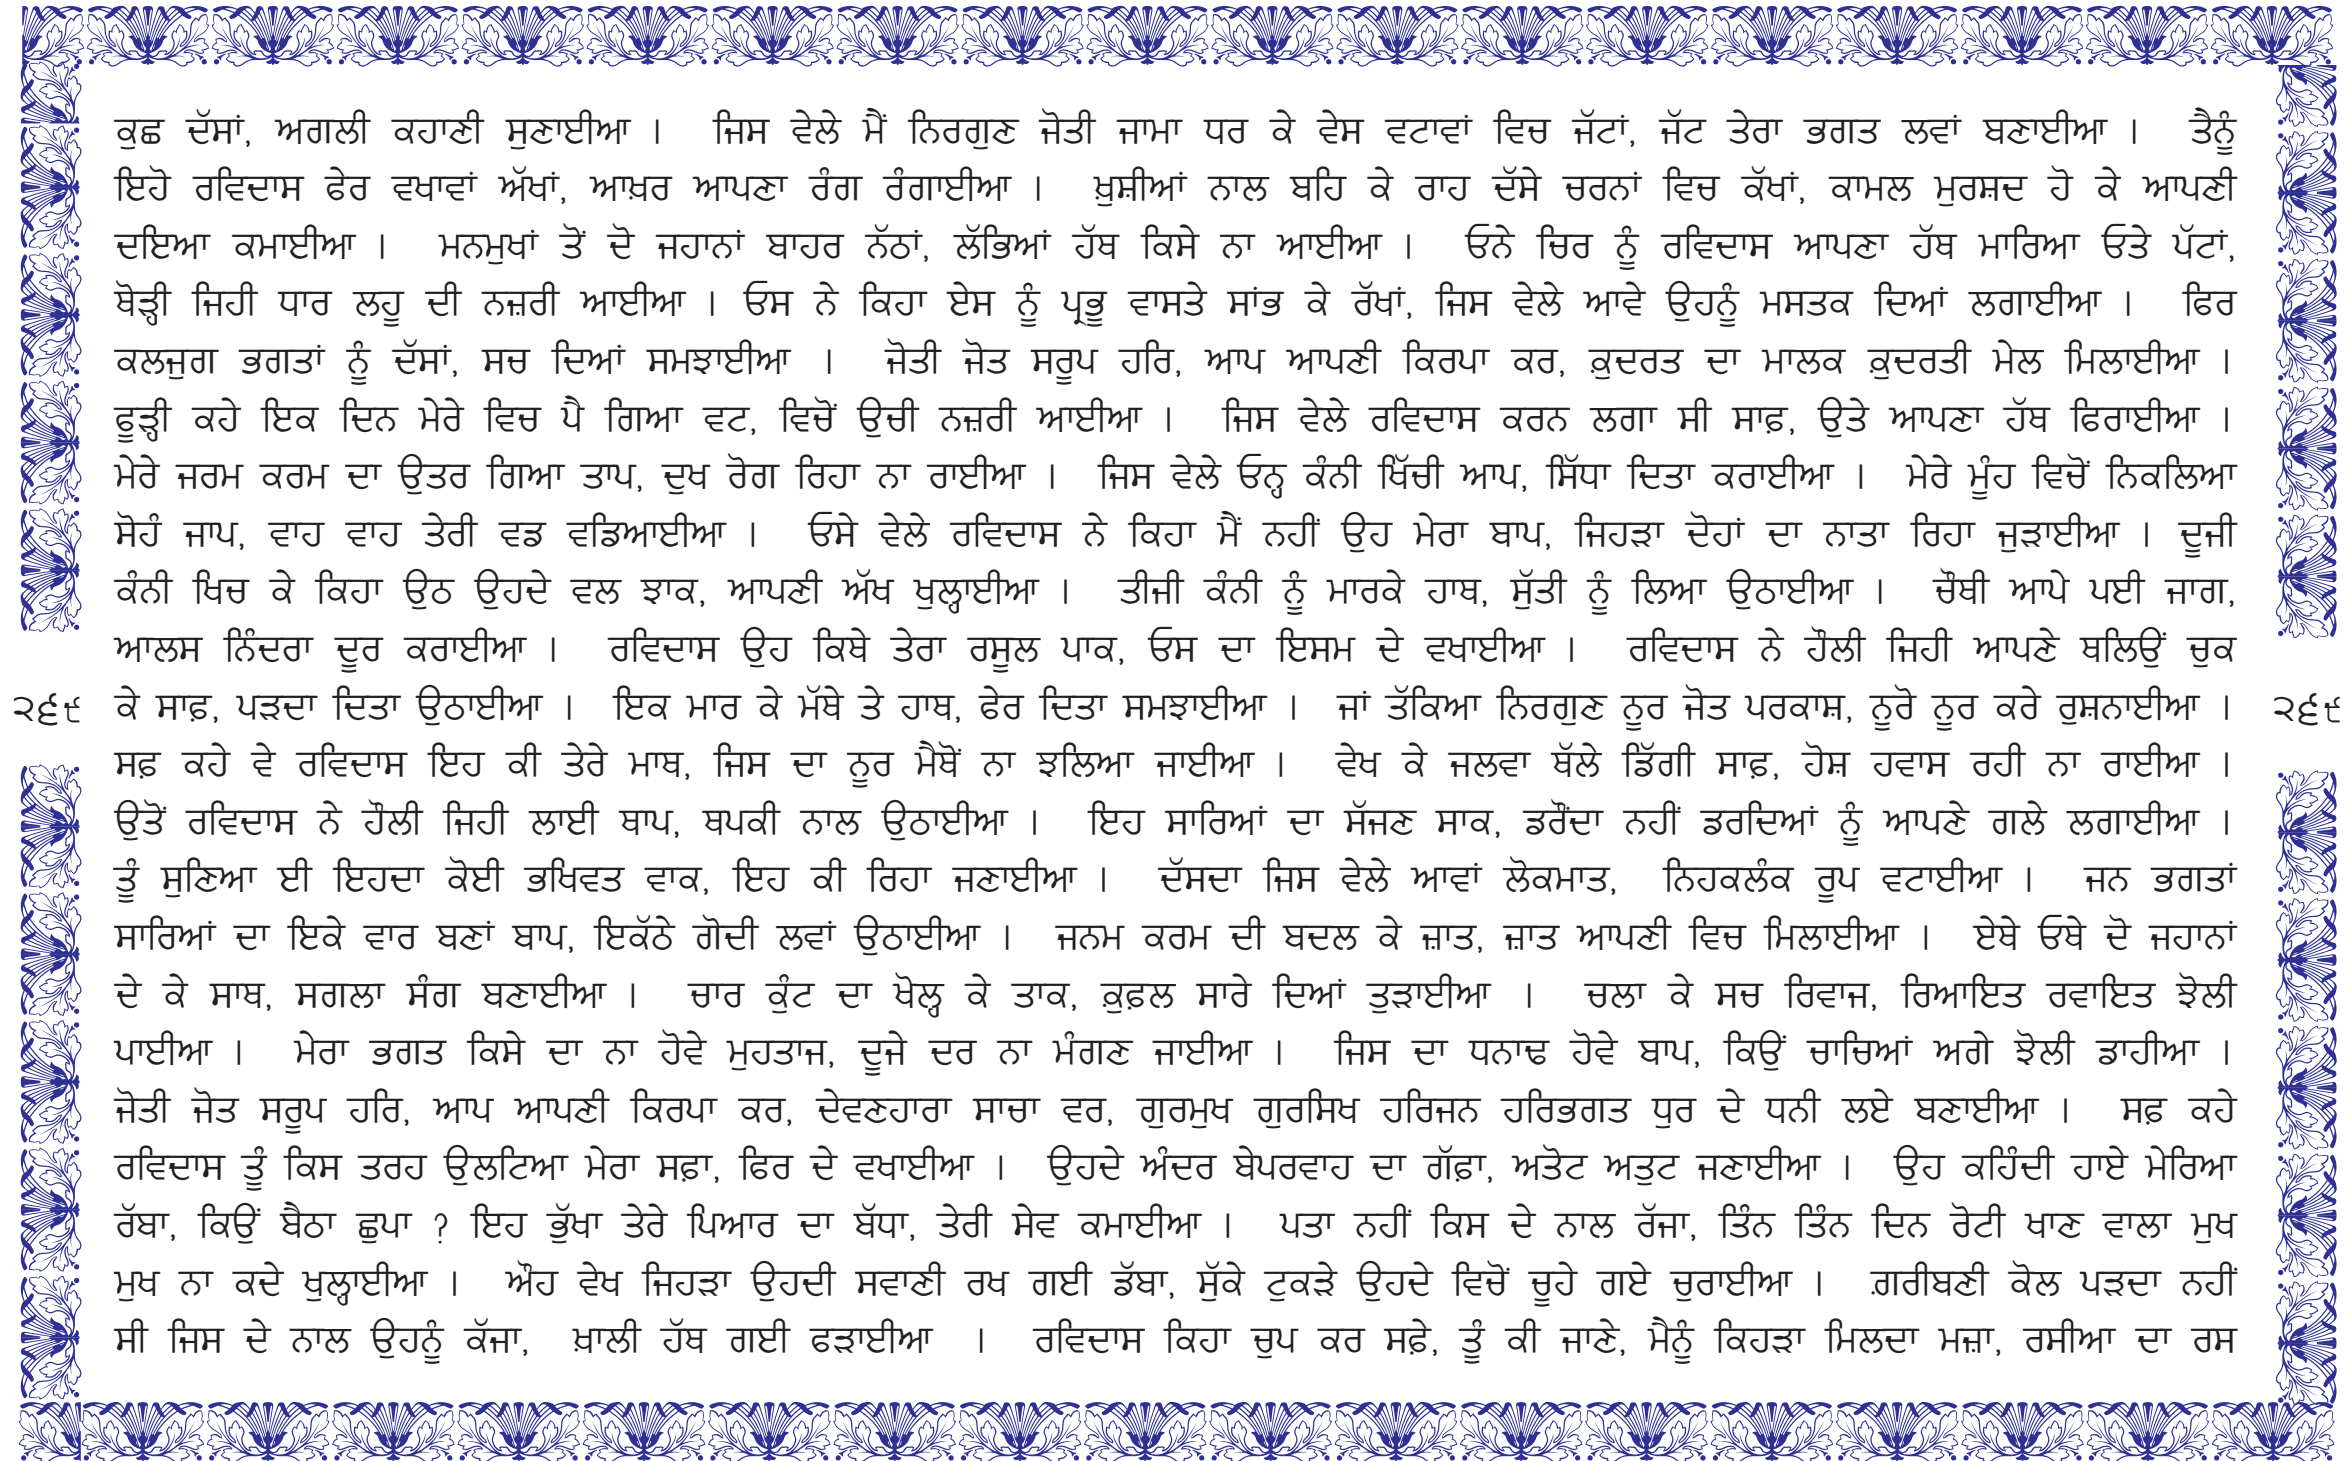 ਕੁਛ ਦੱਸਾਂ, ਅਗਲੀ ਕਹਾਣੀ ਸੁਣਾਈਆ । ਜਿਸ ਵੇਲੇ ਮੈਂ ਨਿਰਗੁਣ ਜੋਤੀ ਜਾਮਾ ਧਰ ਕੇ ਵੇਸ ਵਟਾਵਾਂ ਵਿਚ ਜੱਟਾਂ, ਜੱਟ ਤੇਰਾ ਭਗਤ ਲਵਾਂ ਬਣਾਈਆ । ਤੈਨੂੰ
ਇਹੋ ਰਵਿਦਾਸ ਫੇਰ ਵਖਾਵਾਂ ਅੱਖਾਂ, ਆਖ਼ਰ ਆਪਣਾ ਰੰਗ ਰੰਗਾਈਆ । ਖ਼ੁਸ਼ੀਆਂ ਨਾਲ ਬਹਿ ਕੇ ਰਾਹ ਦੱਸੇ ਚਰਨਾਂ ਵਿਚ ਕੱਖਾਂ, ਕਾਮਲ ਮੁਰਸ਼ਦ ਹੋ ਕੇ ਆਪਣੀ
ਦਇਆ ਕਮਾਈਆ । ਮਨਮੁਖਾਂ ਤੋਂ ਦੋ ਜਹਾਨਾਂ ਬਾਹਰ ਨੱਠਾਂ, ਲੱਭਿਆਂ ਹੱਥ ਕਿਸੇ ਨਾ ਆਈਆ । ਓਨੇ ਚਿਰ ਨੂੰ ਰਵਿਦਾਸ ਆਪਣਾ ਹੱਥ ਮਾਰਿਆ ਓਤੇ ਪੱਟਾਂ,
ਥੋੜ੍ਹੀ ਜਿਹੀ ਧਾਰ ਲਹੂ ਦੀ ਨਜ਼ਰੀ ਆਈਆ । ਓਸ ਨੇ ਕਿਹਾ ਏਸ ਨੂੰ ਪ੍ਰਭੂ ਵਾਸਤੇ ਸਾਂਭ ਕੇ ਰੱਖਾਂ, ਜਿਸ ਵੇਲੇ ਆਵੇ ਉਹਨੂੰ ਮਸਤਕ ਦਿਆਂ ਲਗਾਈਆ । ਫਿਰ
ਕਲਜੁਗ ਭਗਤਾਂ ਨੂੰ ਦੱਸਾਂ, ਸਚ ਦਿਆਂ ਸਮਝਾਈਆ । ਜੋਤੀ ਜੋਤ ਸਰੂਪ ਹਰਿ, ਆਪ ਆਪਣੀ ਕਿਰਪਾ ਕਰ, ਕ਼ੁਦਰਤ ਦਾ ਮਾਲਕ ਕ਼ੁਦਰਤੀ ਮੇਲ ਮਿਲਾਈਆ ।
ਫੂੜ੍ਹੀ ਕਹੇ ਇਕ ਦਿਨ ਮੇਰੇ ਵਿਚ ਪੈ ਗਿਆ ਵਟ, ਵਿਚੋਂ ਉਚੀ ਨਜ਼ਰੀ ਆਈਆ । ਜਿਸ ਵੇਲੇ ਰਵਿਦਾਸ ਕਰਨ ਲਗਾ ਸੀ ਸਾਫ਼, ਉਤੇ ਆਪਣਾ ਹੱਥ ਫਿਰਾਈਆ ।
ਮੇਰੇ ਜਰਮ ਕਰਮ ਦਾ ਉਤਰ ਗਿਆ ਤਾਪ, ਦੁਖ ਰੋਗ ਰਿਹਾ ਨਾ ਰਾਈਆ । ਜਿਸ ਵੇਲੇ ਓਨ੍ਹ ਕੰਨੀ ਖਿੱਚੀ ਆਪ, ਸਿੱਧਾ ਦਿਤਾ ਕਰਾਈਆ । ਮੇਰੇ ਮੂੰਹ ਵਿਚੋਂ ਨਿਕਲਿਆ
ਸੋਹੰ ਜਾਪ, ਵਾਹ ਵਾਹ ਤੇਰੀ ਵਡ ਵਡਿਆਈਆ । ਓਸੇ ਵੇਲੇ ਰਵਿਦਾਸ ਨੇ ਕਿਹਾ ਮੈਂ ਨਹੀਂ ਉਹ ਮੇਰਾ ਬਾਪ, ਜਿਹੜਾ ਦੋਹਾਂ ਦਾ ਨਾਤਾ ਰਿਹਾ ਜੁੜਾਈਆ । ਦੂਜੀ
ਕੰਨੀ ਖਿਚ ਕੇ ਕਿਹਾ ਉਠ ਉਹਦੇ ਵਲ ਝਾਕ, ਆਪਣੀ ਅੱਖ ਖੁਲ੍ਹਾਈਆ । ਤੀਜੀ ਕੰਨੀ ਨੂੰ ਮਾਰਕੇ ਹਾਥ, ਸੁੱਤੀ ਨੂੰ ਲਿਆ ਉਠਾਈਆ । ਚੌਥੀ ਆਪੇ ਪਈ ਜਾਗ,
ਆਲਸ ਨਿੰਦਰਾ ਦੂਰ ਕਰਾਈਆ । ਰਵਿਦਾਸ ਉਹ ਕਿਥੇ ਤੇਰਾ ਰਸੂਲ ਪਾਕ, ਓਸ ਦਾ ਇਸਮ ਦੇ ਵਖਾਈਆ । ਰਵਿਦਾਸ ਨੇ ਹੌਲੀ ਜਿਹੀ ਆਪਣੇ ਥਲਿਉਂ ਚੁਕ
੨੬੯ ਕੇ ਸਾਫ਼, ਪੜਦਾ ਦਿਤਾ ਉਠਾਈਆ । ਇਕ ਮਾਰ ਕੇ ਮੱਥੇ ਤੇ ਹਾਥ, ਫੇਰ ਦਿਤਾ ਸਮਝਾਈਆ । ਜਾਂ ਤੱਕਿਆ ਨਿਰਗੁਣ ਨੂਰ ਜੋਤ ਪਰਕਾਸ਼, ਨੂਰੋ ਨੂਰ ਕਰੇ ਰੁਸ਼ਨਾਈਆ । ੨੬੯
ਸਫ਼ ਕਹੇ ਵੇ ਰਵਿਦਾਸ ਇਹ ਕੀ ਤੇਰੇ ਮਾਥ, ਜਿਸ ਦਾ ਨੂਰ ਮੈਥੋਂ ਨਾ ਝਲਿਆ ਜਾਈਆ । ਵੇਖ ਕੇ ਜਲਵਾ ਥੱਲੇ ਡਿੱਗੀ ਸਾਫ਼, ਹੋਸ਼ ਹਵਾਸ ਰਹੀ ਨਾ ਰਾਈਆ ।
ਉਤੋਂ ਰਵਿਦਾਸ ਨੇ ਹੌਲੀ ਜਿਹੀ ਲਾਈ ਥਾਪ, ਥਪਕੀ ਨਾਲ ਉਠਾਈਆ । ਇਹ ਸਾਰਿਆਂ ਦਾ ਸੱਜਣ ਸਾਕ, ਡਰੌਂਦਾ ਨਹੀਂ ਡਰਦਿਆਂ ਨੂੰ ਆਪਣੇ ਗਲੇ ਲਗਾਈਆ ।
ਤੂੰ ਸੁਣਿਆ ਈ ਇਹਦਾ ਕੋਈ ਭਖਿਵਤ ਵਾਕ, ਇਹ ਕੀ ਰਿਹਾ ਜਣਾਈਆ । ਦੱਸਦਾ ਜਿਸ ਵੇਲੇ ਆਵਾਂ ਲੋਕਮਾਤ, ਨਿਹਕਲੰਕ ਰੂਪ ਵਟਾਈਆ । ਜਨ ਭਗਤਾਂ
ਸਾਰਿਆਂ ਦਾ ਇਕੇ ਵਾਰ ਬਣਾਂ ਬਾਪ, ਇਕੱਠੇ ਗੋਦੀ ਲਵਾਂ ਉਠਾਈਆ । ਜਨਮ ਕਰਮ ਦੀ ਬਦਲ ਕੇ ਜ਼ਾਤ, ਜ਼ਾਤ ਆਪਣੀ ਵਿਚ ਮਿਲਾਈਆ । ਏਥੇ ਓਥੇ ਦੋ ਜਹਾਨਾਂ
ਦੇ ਕੇ ਸਾਥ, ਸਗਲਾ ਸੰਗ ਬਣਾਈਆ । ਚਾਰ ਕੁੰਟ ਦਾ ਖੋਲ੍ਹ ਕੇ ਤਾਕ, ਕ਼ੁਫ਼ਲ ਸਾਰੇ ਦਿਆਂ ਤੁੜਾਈਆ । ਚਲਾ ਕੇ ਸਚ ਰਿਵਾਜ, ਰਿਆਇਤ ਰਵਾਇਤ ਝੋਲੀ
ਪਾਈਆ । ਮੇਰਾ ਭਗਤ ਕਿਸੇ ਦਾ ਨਾ ਹੋਵੇ ਮੁਹਤਾਜ, ਦੂਜੇ ਦਰ ਨਾ ਮੰਗਣ ਜਾਈਆ । ਜਿਸ ਦਾ ਧਨਾਢ ਹੋਵੇ ਬਾਪ, ਕਿਉਂ ਚਾਚਿਆਂ ਅਗੇ ਝੋਲੀ ਡਾਹੀਆ ।
ਜੋਤੀ ਜੋਤ ਸਰੂਪ ਹਰਿ, ਆਪ ਆਪਣੀ ਕਿਰਪਾ ਕਰ, ਦੇਵਣਹਾਰਾ ਸਾਚਾ ਵਰ, ਗੁਰਮੁਖ ਗੁਰਸਿਖ ਹਰਿਜਨ ਹਰਿਭਗਤ ਧੁਰ ਦੇ ਧਨੀ ਲਏ ਬਣਾਈਆ । ਸਫ਼ ਕਹੇ
ਰਵਿਦਾਸ ਤੂੰ ਕਿਸ ਤਰਹ ਉਲਟਿਆ ਮੇਰਾ ਸਫ਼ਾ, ਫਿਰ ਦੇ ਵਖਾਈਆ । ਉਹਦੇ ਅੰਦਰ ਬੇਪਰਵਾਹ ਦਾ ਗੱਫ਼ਾ, ਅਤੋਟ ਅਤੁਟ ਜਣਾਈਆ । ਉਹ ਕਹਿੰਦੀ ਹਾਏ ਮੇਰਿਆ
ਰੱਬਾ, ਕਿਉਂ ਬੈਠਾ ਛੁਪਾ ? ਇਹ ਭੁੱਖਾ ਤੇਰੇ ਪਿਆਰ ਦਾ ਬੱਧਾ, ਤੇਰੀ ਸੇਵ ਕਮਾਈਆ । ਪਤਾ ਨਹੀਂ ਕਿਸ ਦੇ ਨਾਲ ਰੱਜਾ, ਤਿੰਨ ਤਿੰਨ ਦਿਨ ਰੋਟੀ ਖਾਣ ਵਾਲਾ ਮੁਖ
ਮੁਖ ਨਾ ਕਦੇ ਖੁਲ੍ਹਾਈਆ । ਔਹ ਵੇਖ ਜਿਹੜਾ ਉਹਦੀ ਸਵਾਣੀ ਰਖ ਗਈ ਡੱਬਾ, ਸੁੱਕੇ ਟੁਕੜੇ ਉਹਦੇ ਵਿਚੋਂ ਚੂਹੇ ਗਏ ਚੁਰਾਈਆ । ਗ਼ਰੀਬਣੀ ਕੋਲ ਪੜਦਾ ਨਹੀਂ
ਸੀ ਜਿਸ ਦੇ ਨਾਲ ਉਹਨੂੰ ਕੱਜਾ, ਖ਼ਾਲੀ ਹੱਥ ਗਈ ਫੜਾਈਆ । ਰਵਿਦਾਸ ਕਿਹਾ ਚੁਪ ਕਰ ਸਫ਼ੇ, ਤੂੰ ਕੀ ਜਾਣੇ, ਮੈਨੂੰ ਕਿਹੜਾ ਮਿਲਦਾ ਮਜ਼ਾ, ਰਸੀਆ ਦਾ ਰਸ